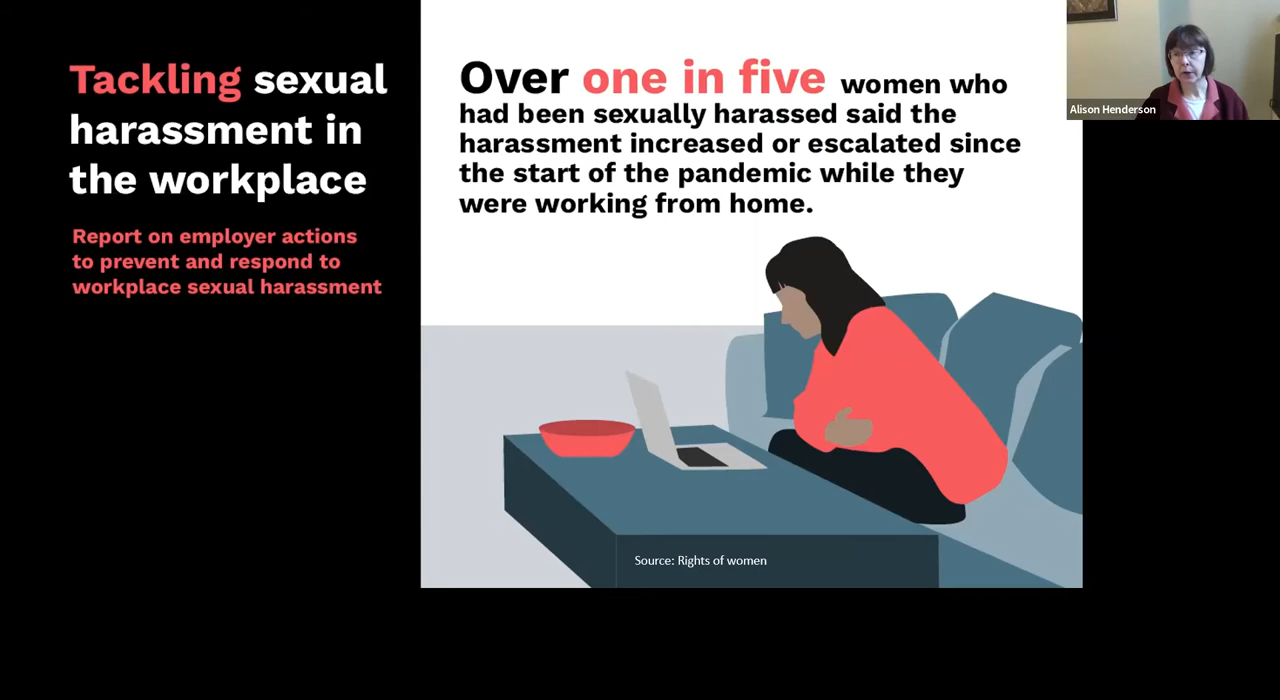 Tackling sexual
harassment in
the workplace
Report on employer actions
to prevent and respond to
workplace sexual harassment
Over one in five women who
had been sexually harassed said the
harassment increased or escalated since
the start of the pandemic while they
were working from home.
Source: Rights of women
Alison Henderson